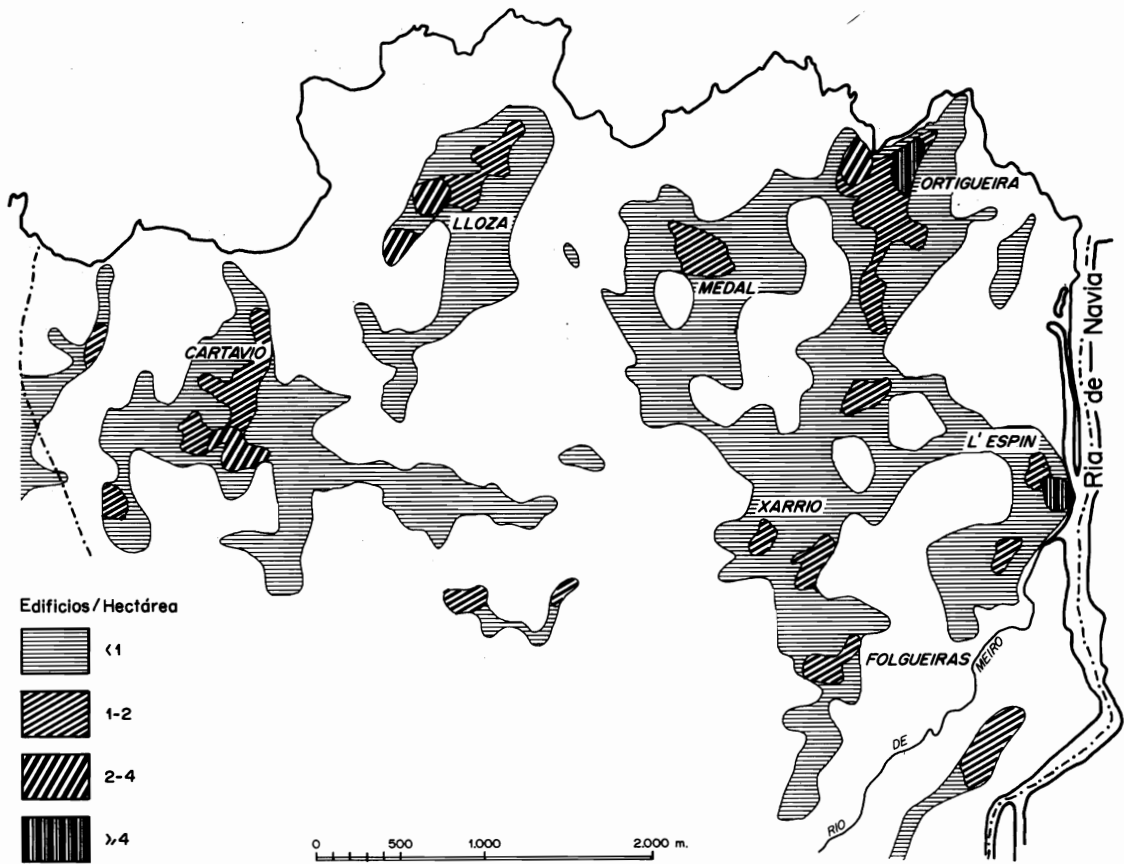 ORTIGUEIRA
LLOZA
MEDAL
Ria de Navia
CARTAVIO
L' ESPIN
XARRIO
FOLGUEIRAS
RIO DE MEIRO
Edificios/Hectárea
<1
1-2
2-4
≥4
0 500 1.000 2.000 m.